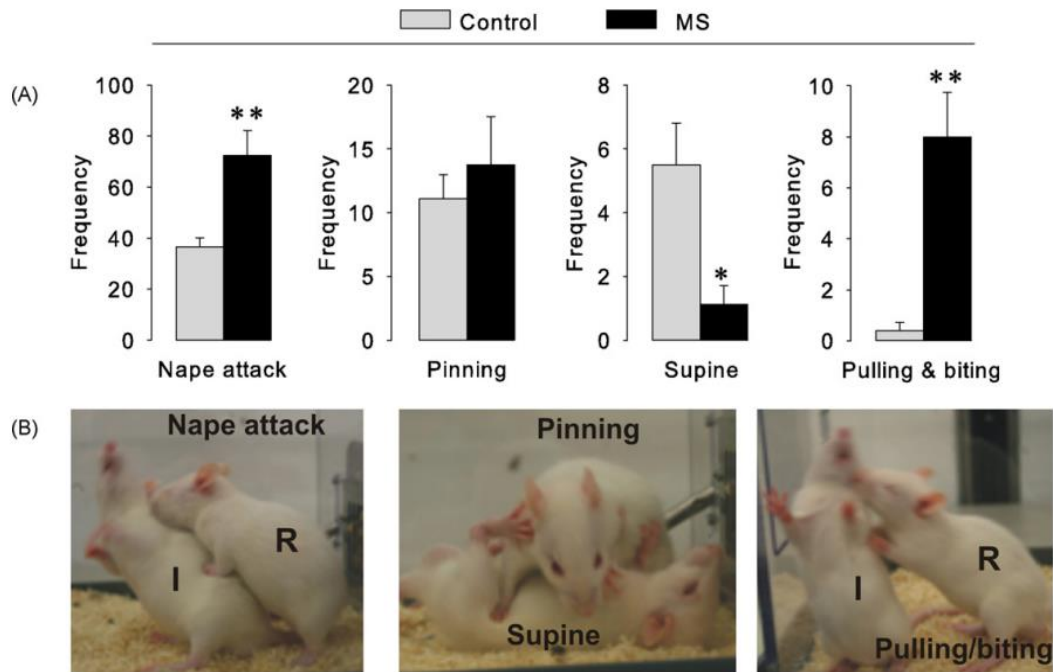 Control MS
(A)
Frequency
100
80
60
40
20
0
**
Nape attack
Frequency
20
15
10
5
0
Pinning
Frequency
8
6
4
2
0
*
Supine
Frequency
10
8
6
4
2
0
**
Pulling & biting
(B)
Nape attack
I
R
Pinning
Supine
I
R
Pulling/biting